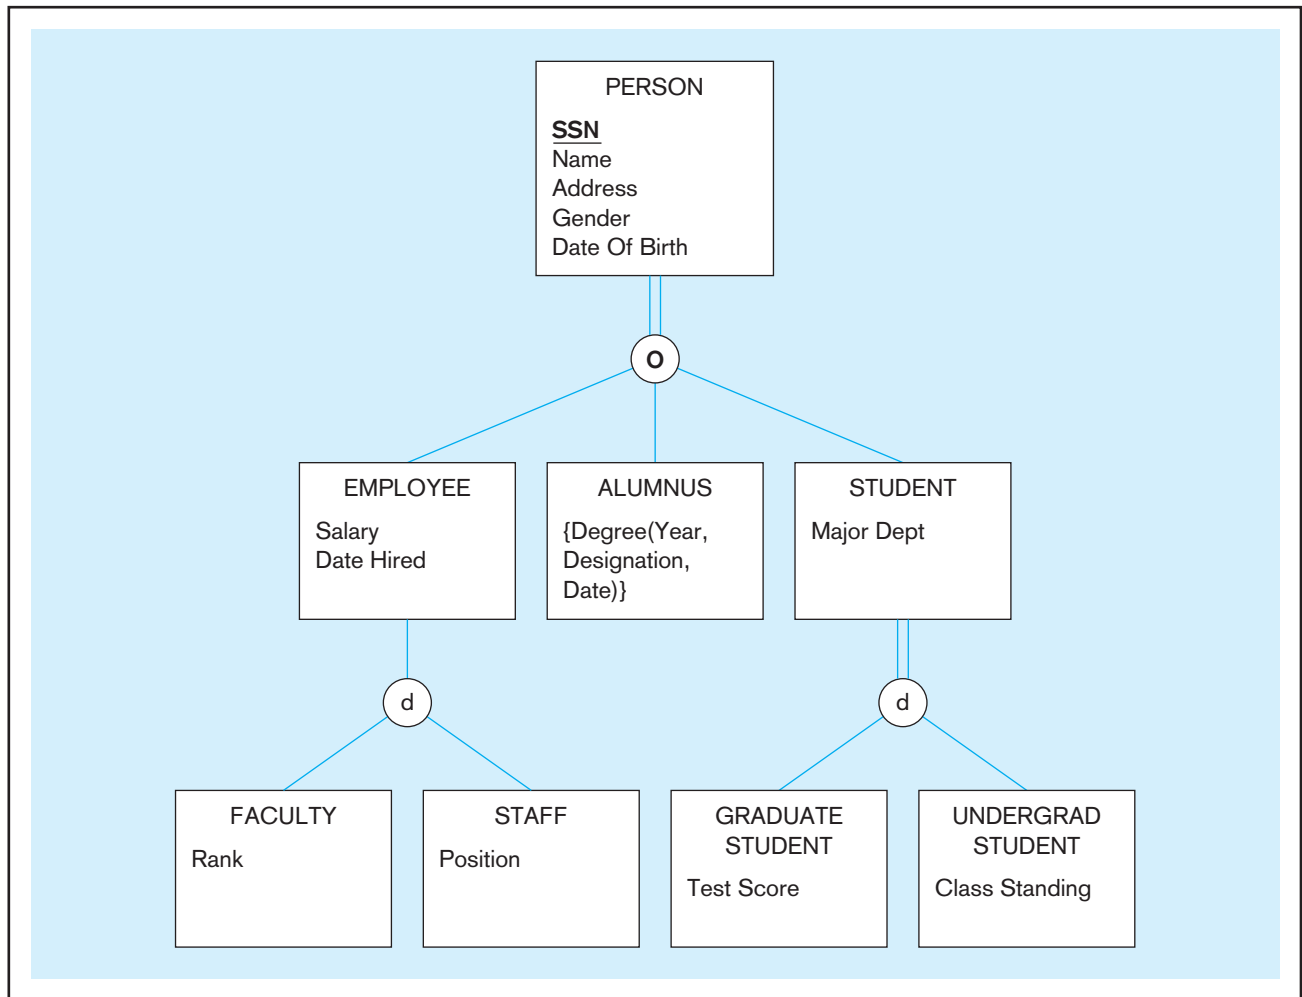 PERSON
SSN
Name
Address
Gender
Date Of Birth
O
EMPLOYEE
Salary
Date Hired
ALUMNUS
{Degree(Year,
Designation,
Date)}
STUDENT
Major Dept
d
d
FACULTY
Rank
STAFF
Position
GRADUATE
STUDENT
Test Score
UNDERGRAD
STUDENT
Class Standing